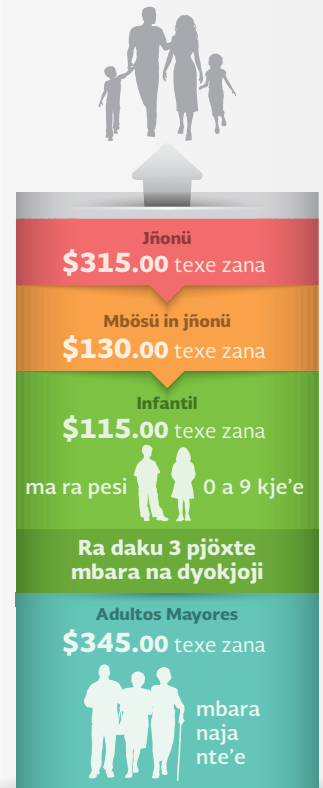 Jñonü
$315.00 texe zana
Mbösü in jñonü
$130.00 texe zana
Infantil
$115.00 texe zana
ma ra pesi 0 a 9 kje'e
Ra daku 3 pjöxte
mbara na dyokjoji
Adultos Mayores
$345.00 texe zana
mbara
naja
nte'e